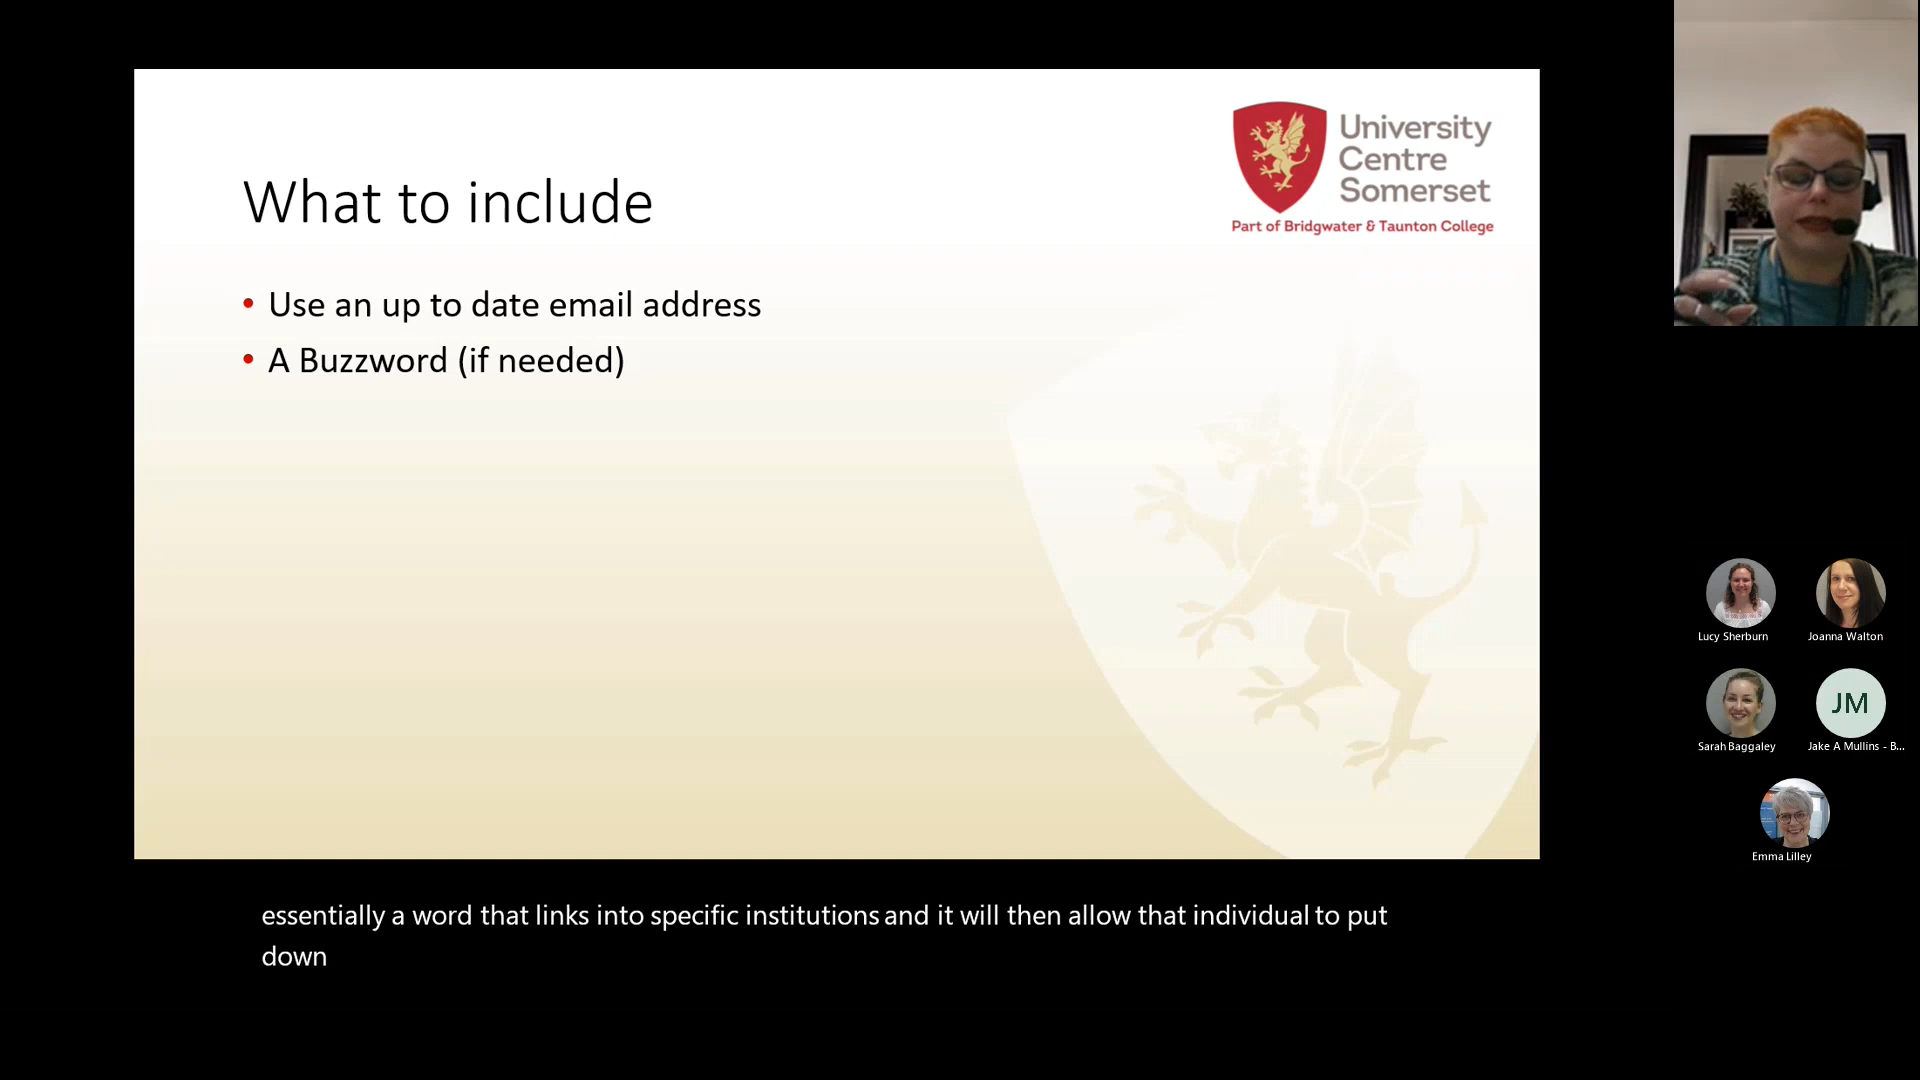 University
Centre
Somerset
Part of Bridgwater & Taunton College
What to include
• Use an up to date email address
• A Buzzword (if needed)
Lucy Sherburn
Joanna Walton
JM
Sarah Baggaley
Jake A Mullins - B...
Emma Lilley
essentially a word that links into specific institutions and it will then allow that individual to put
down